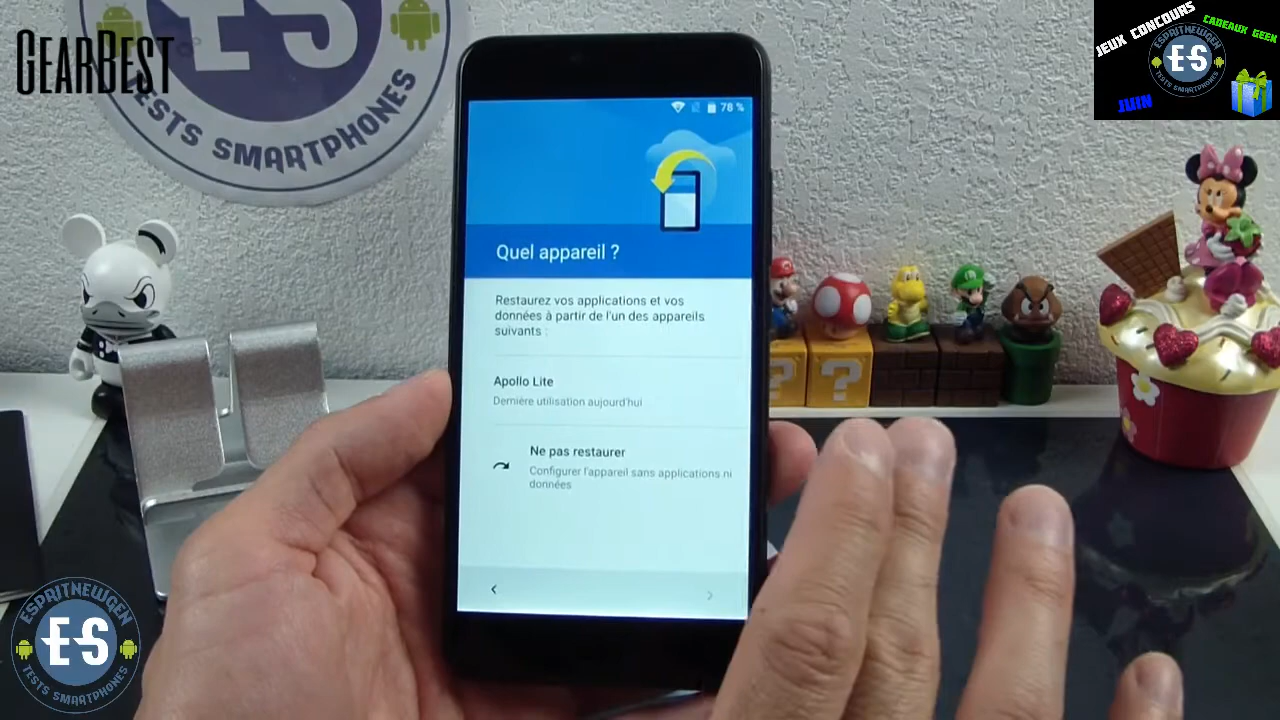 GEARBEST
ES
TESTS SMARTPHONES
JEUX CONCOURS
CADEAUX GEEK
ESPRITNEWGEN
ES
TESTS SMARTPHONES
JUIN
78 %
Quel appareil ?
Restaurez vos applications et vos
données à partir de l'un des appareils
suivants :
Apollo Lite
Dernière utilisation aujourd'hui
Ne pas restaurer
Configurer l'appareil sans applications ni
données
?
?
ESPRITNEWGEN
ES
TESTS SMARTPHONES